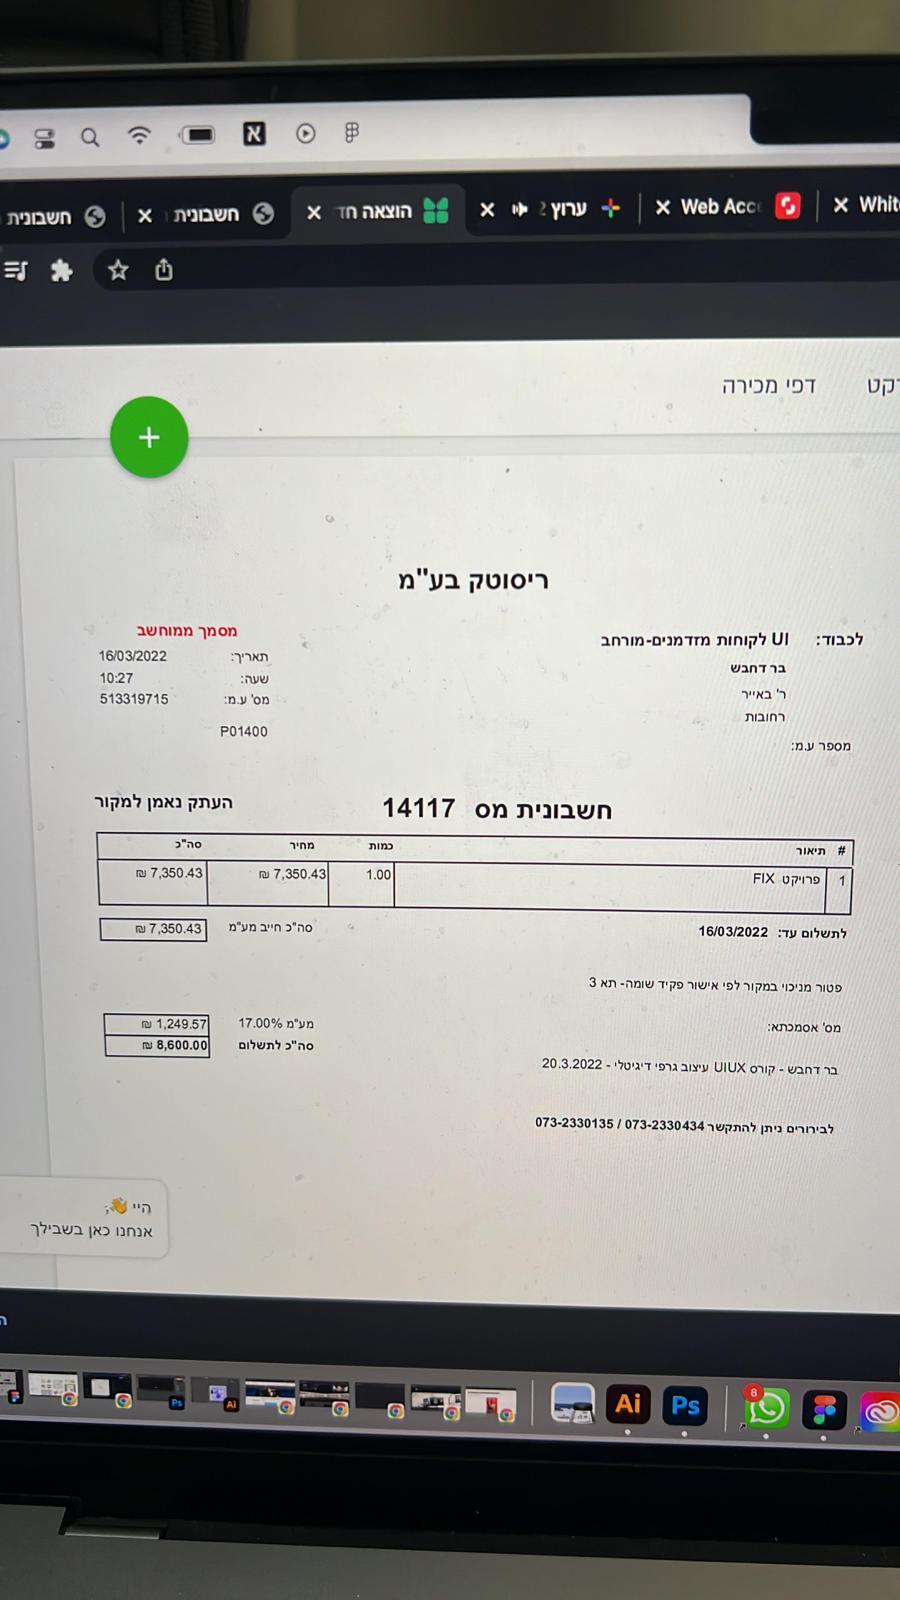 חשבונית
חשבונית
הוצאה חד
ערוץ 2
Web Acc
White
דפי מכירה
ריסוטק בע"מ
מסמך ממוחשב
תאריך: 16/03/2022
שעה: 10:27
מס' ע.מ: 513319715
P01400
לכבוד: UI לקוחות מזדמנים-מורחב
בר דחבש
ר' באייר
רחובות
מספר ע.מ:
חשבונית מס 14117
העתק נאמן למקור
# תיאור כמות מחיר סה"כ
1 פרויקט FIX 1.00 7,350.43 ₪ 7,350.43 ₪
לתשלום עד: 16/03/2022
סה"כ חייב מע"מ 7,350.43 ₪
פטור מניכוי במקור לפי אישור פקיד שומה- תא 3
מס' אסמכתא:
מע"מ 17.00% 1,249.57 ₪
סה"כ לתשלום 8,600.00 ₪
בר דחבש - קורס UIUX עיצוב גרפי דיגיטלי - 20.3.2022
לבירורים ניתן להתקשר 073-2330434 / 073-2330135
היי 👋,
אנחנו כאן בשבילך
Ai
Ps
8